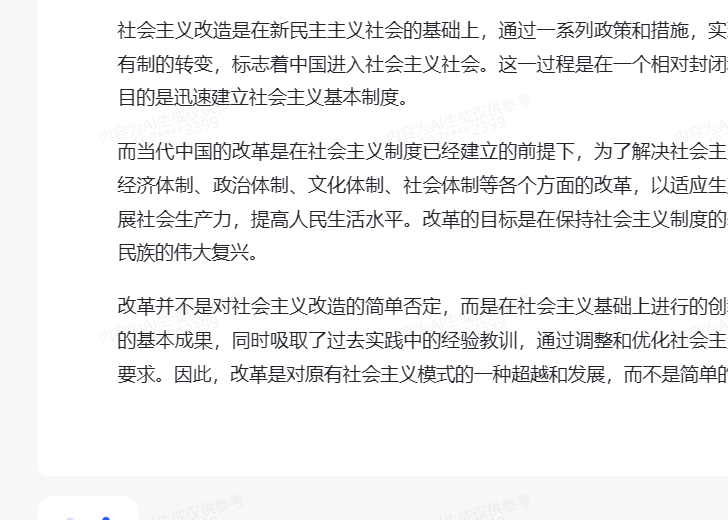 社会主义改造是在新民主主义社会的基础上，通过一系列政策和措施，实
有制的转变，标志着中国进入社会主义社会。这一过程是在一个相对封闭
目的是迅速建立社会主义基本制度。
而当代中国的改革是在社会主义制度已经建立的前提下，为了解决社会主
经济体制、政治体制、文化体制、社会体制等各个方面的改革，以适应生
展社会生产力，提高人民生活水平。改革的目标是在保持社会主义制度的
民族的伟大复兴。
改革并不是对社会主义改造的简单否定，而是在社会主义基础上进行的创
的基本成果，同时吸取了过去实践中的经验教训，通过调整和优化社会主
要求。因此，改革是对原有社会主义模式的一种超越和发展，而不是简单的
内容为AI生成仅供参考
****2399